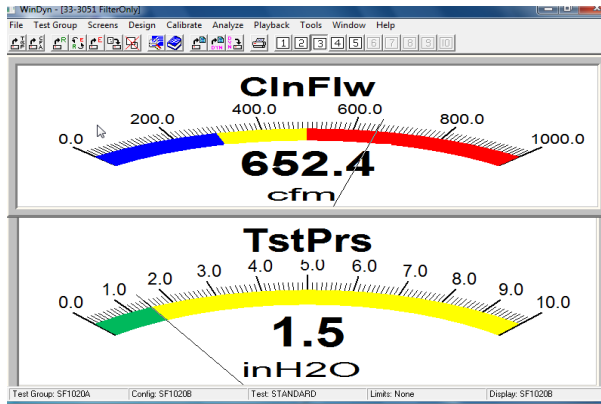 WinDyn - [33-3051 FilterOnly]
File Test Group Screens Design Calibrate Analyze Playback Tools Window Help
1 2 3 4 5 6 7 8 9 10
ClnFlw
0.0 200.0 400.0 600.0 800.0 1000.0
652.4
cfm
TstPrs
0.0 1.0 2.0 3.0 4.0 5.0 6.0 7.0 8.0 9.0 10.0
1.5
inH2O
Test Group: SF1020A Config: SF1020B Test: STANDARD Limits: None Display: SF1020B